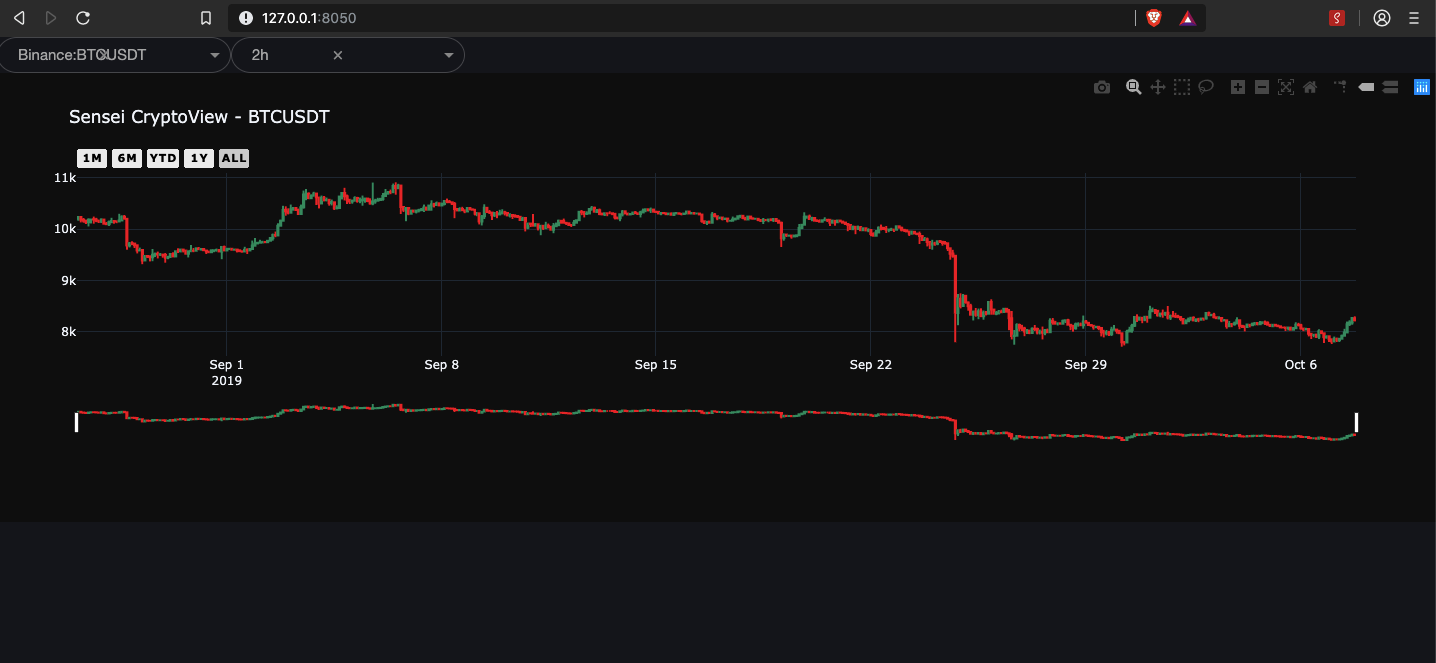 127.0.0.1:8050
Binance:BTCUSDT
2h
Sensei CryptoView - BTCUSDT
1M 6M YTD 1Y ALL
11k
10k
9k
8k
Sep 1 Sep 8 Sep 15 Sep 22 Sep 29 Oct 6
2019